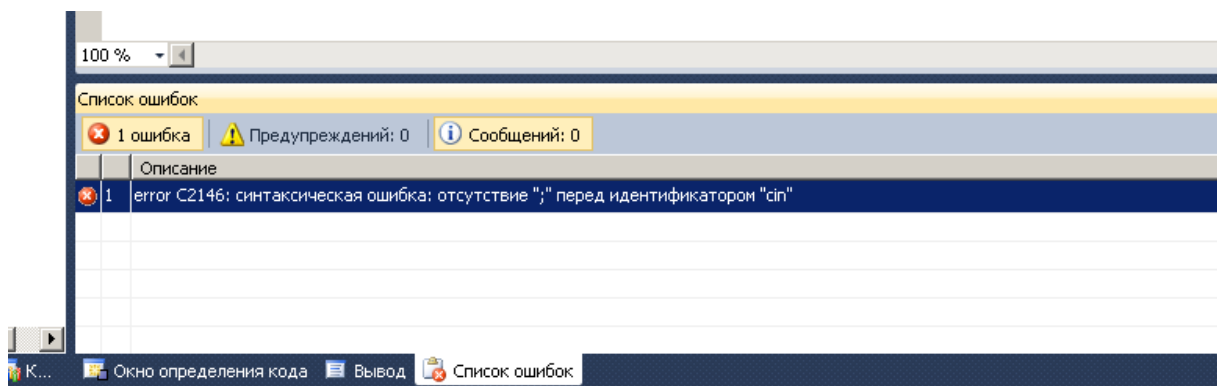 100 %
Список ошибок
1 ошибка Предупреждений: 0 Сообщений: 0
Описание
1 error C2146: синтаксическая ошибка: отсутствие ";" перед идентификатором "cin"
К... Окно определения кода Вывод Список ошибок